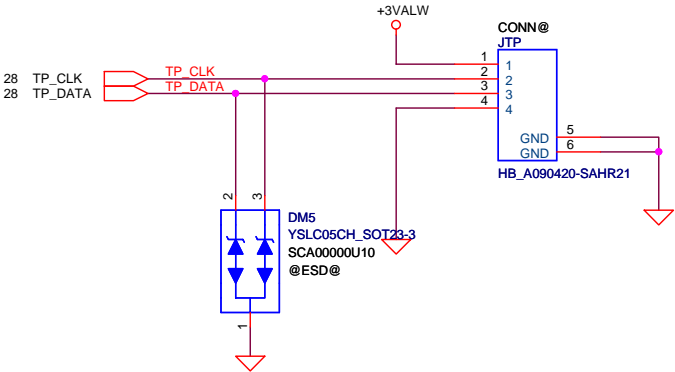 +3VALW
CONN@
JTP
1 1
28 TP_CLK TP_CLK 2 2
28 TP_DATA TP_DATA 3 3
4 4
GND 5
GND 6
HB_A090420-SAHR21
2 3
DM5
YSLC05CH_SOT23-3
SCA00000U10
@ESD@
1